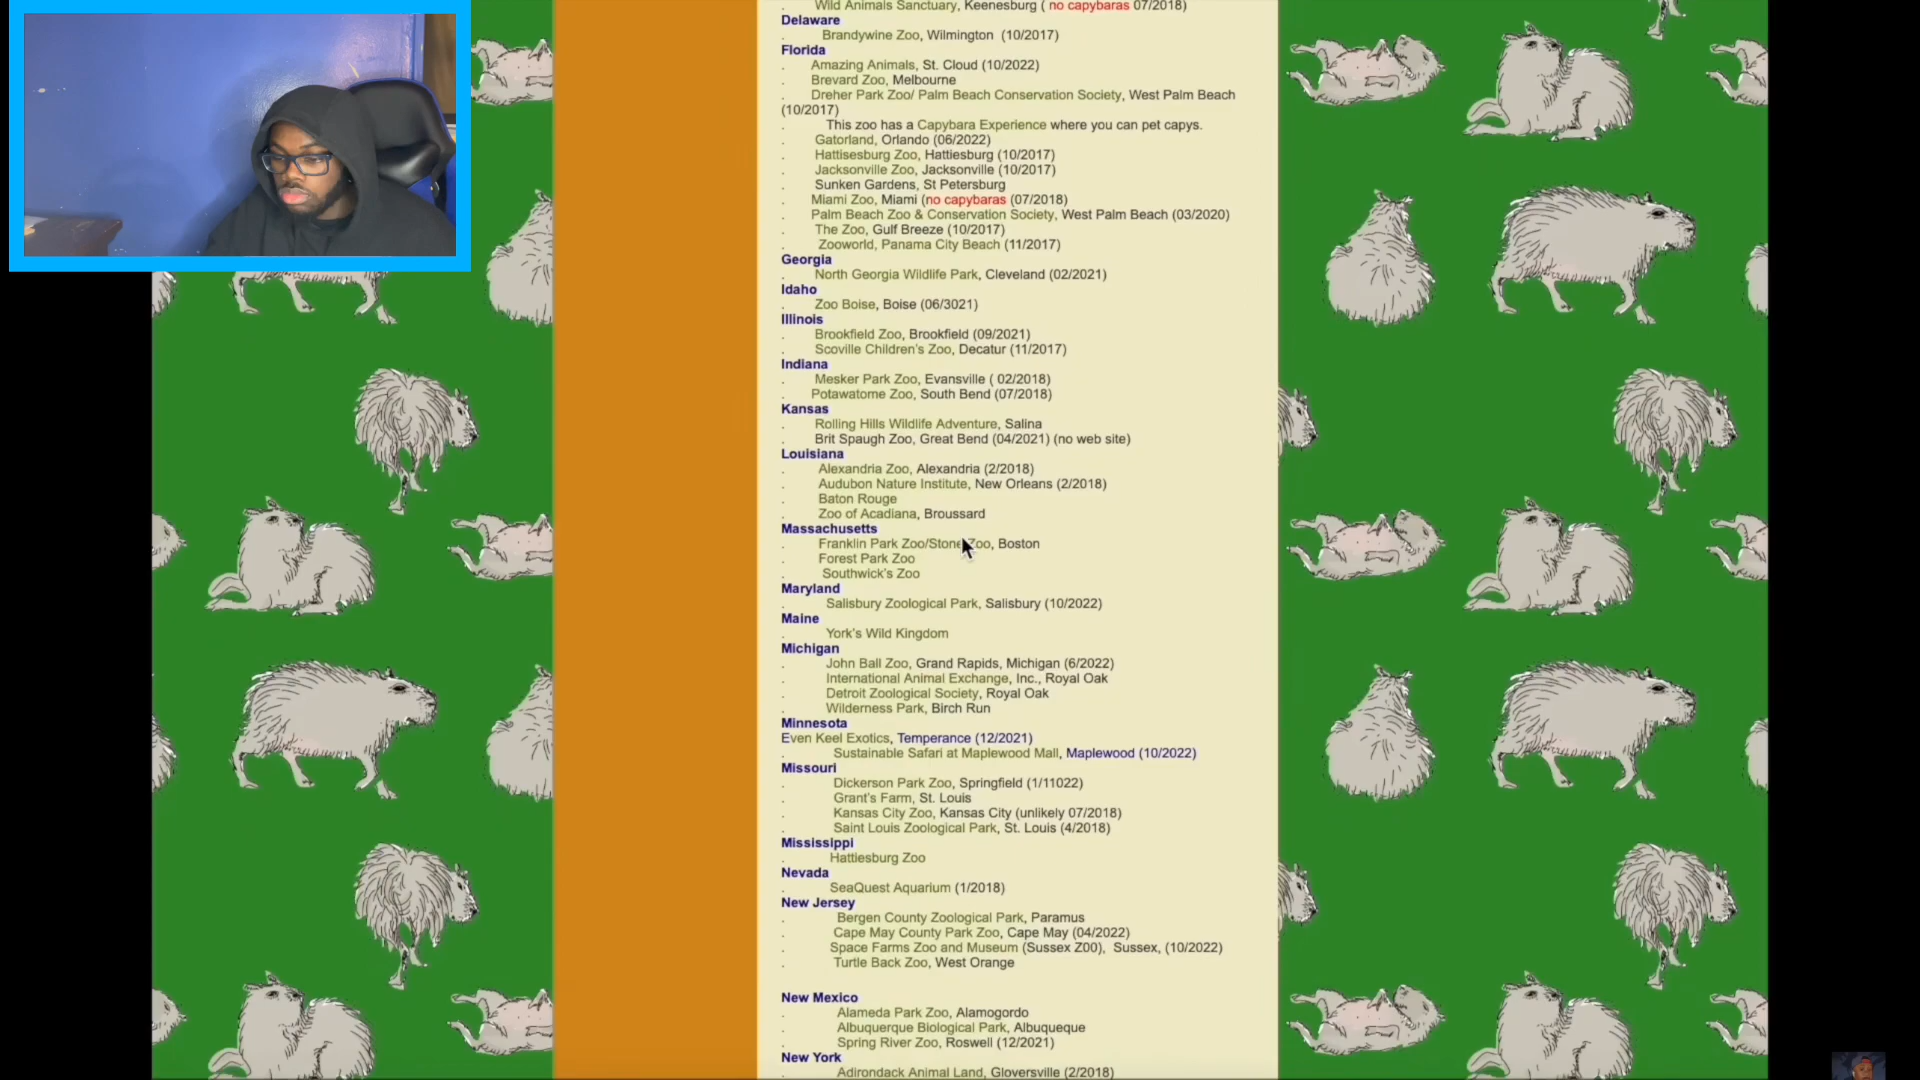 Wild Animals Sanctuary, Keenesburg ( no capybaras 07/2018)
Delaware
. Brandywine Zoo, Wilmington (10/2017)
Florida
. Amazing Animals, St. Cloud (10/2022)
. Brevard Zoo, Melbourne
. Dreher Park Zoo/ Palm Beach Conservation Society, West Palm Beach
(10/2017)
. This zoo has a Capybara Experience where you can pet capys.
. Gatorland, Orlando (06/2022)
. Hattisesburg Zoo, Hattiesburg (10/2017)
. Jacksonville Zoo, Jacksonville (10/2017)
. Sunken Gardens, St Petersburg
. Miami Zoo, Miami (no capybaras (07/2018)
. Palm Beach Zoo & Conservation Society, West Palm Beach (03/2020)
. The Zoo, Gulf Breeze (10/2017)
. Zooworld, Panama City Beach (11/2017)
Georgia
. North Georgia Wildlife Park, Cleveland (02/2021)
Idaho
. Zoo Boise, Boise (06/3021)
Illinois
. Brookfield Zoo, Brookfield (09/2021)
. Scoville Children's Zoo, Decatur (11/2017)
Indiana
. Mesker Park Zoo, Evansville ( 02/2018)
. Potawatome Zoo, South Bend (07/2018)
Kansas
. Rolling Hills Wildlife Adventure, Salina
. Brit Spaugh Zoo, Great Bend (04/2021) (no web site)
Louisiana
. Alexandria Zoo, Alexandria (2/2018)
. Audubon Nature Institute, New Orleans (2/2018)
. Baton Rouge
. Zoo of Acadiana, Broussard
Massachusetts
. Franklin Park Zoo/Stone Zoo, Boston
. Forest Park Zoo
. Southwick's Zoo
Maryland
. Salisbury Zoological Park, Salisbury (10/2022)
Maine
. York's Wild Kingdom
Michigan
. John Ball Zoo, Grand Rapids, Michigan (6/2022)
. International Animal Exchange, Inc., Royal Oak
. Detroit Zoological Society, Royal Oak
. Wilderness Park, Birch Run
Minnesota
Even Keel Exotics, Temperance (12/2021)
. Sustainable Safari at Maplewood Mall, Maplewood (10/2022)
Missouri
. Dickerson Park Zoo, Springfield (1/11022)
. Grant's Farm, St. Louis
. Kansas City Zoo, Kansas City (unlikely 07/2018)
. Saint Louis Zoological Park, St. Louis (4/2018)
Mississippi
. Hattiesburg Zoo
Nevada
. SeaQuest Aquarium (1/2018)
New Jersey
. Bergen County Zoological Park, Paramus
. Cape May County Park Zoo, Cape May (04/2022)
. Space Farms Zoo and Museum (Sussex Z00), Sussex, (10/2022)
. Turtle Back Zoo, West Orange
New Mexico
. Alameda Park Zoo, Alamogordo
. Albuquerque Biological Park, Albuqueque
. Spring River Zoo, Roswell (12/2021)
New York
. Adirondack Animal Land, Gloversville (2/2018)